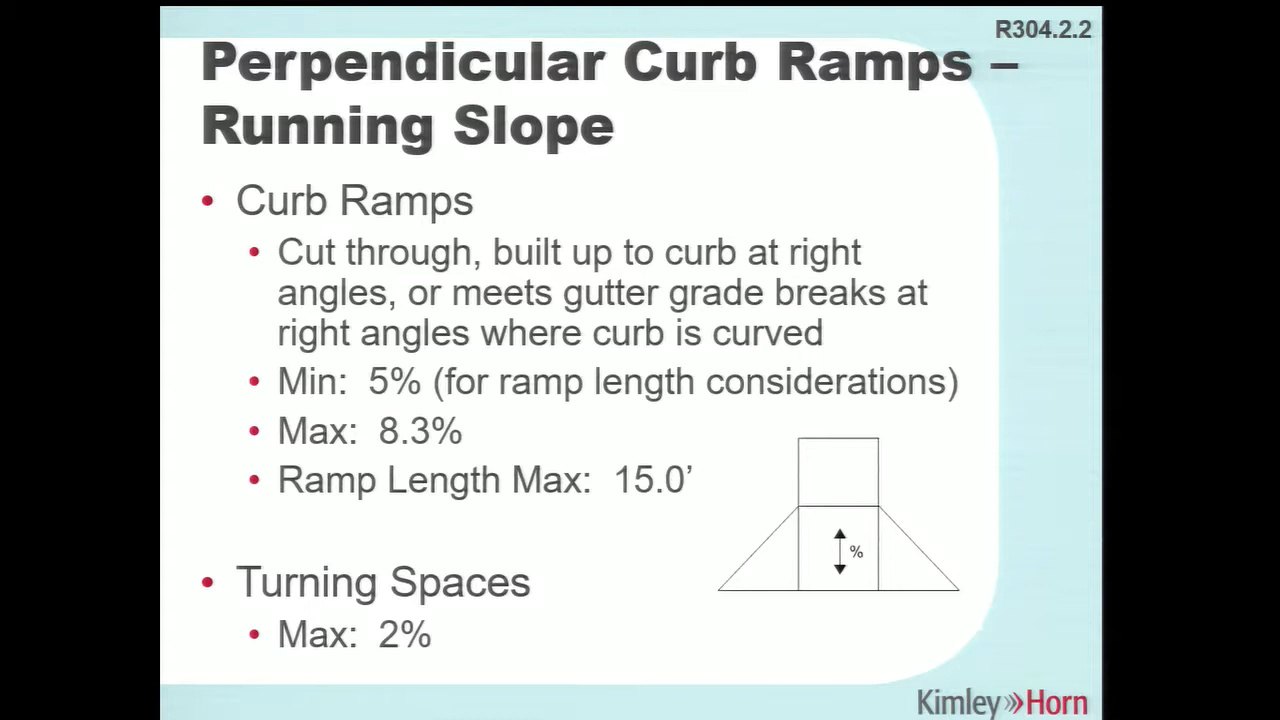 R304.2.2
Perpendicular Curb Ramps –
Running Slope
• Curb Ramps
• Cut through, built up to curb at right
angles, or meets gutter grade breaks at
right angles where curb is curved
• Min: 5% (for ramp length considerations)
• Max: 8.3%
• Ramp Length Max: 15.0’
%
• Turning Spaces
• Max: 2%
Kimley»Horn